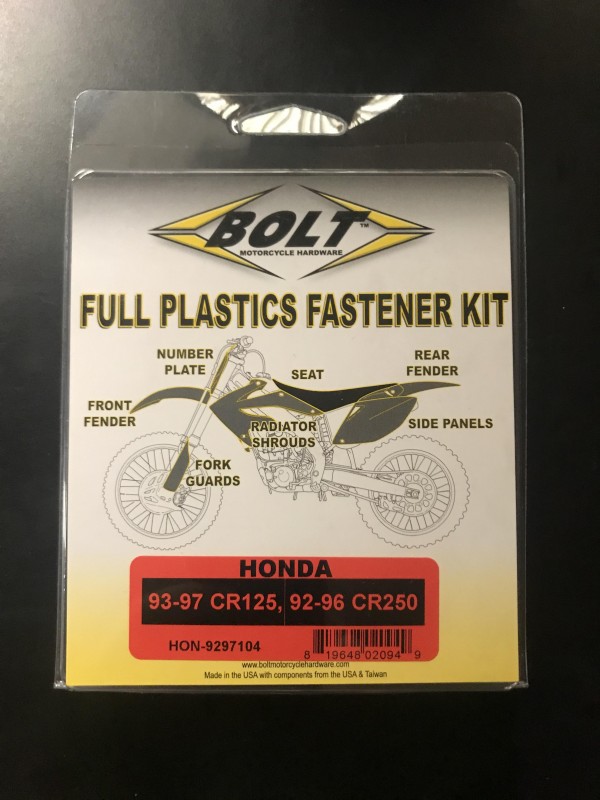 BOLT™
MOTORCYCLE HARDWARE
FULL PLASTICS FASTENER KIT
NUMBER
PLATE
SEAT
REAR
FENDER
FRONT
FENDER
RADIATOR
SHROUDS
SIDE PANELS
FORK
GUARDS
HONDA
93-97 CR125, 92-96 CR250
HON-9297104
8 19648 02094 9
www.boltmotorcyclehardware.com
Made in the USA with components from the USA & Taiwan